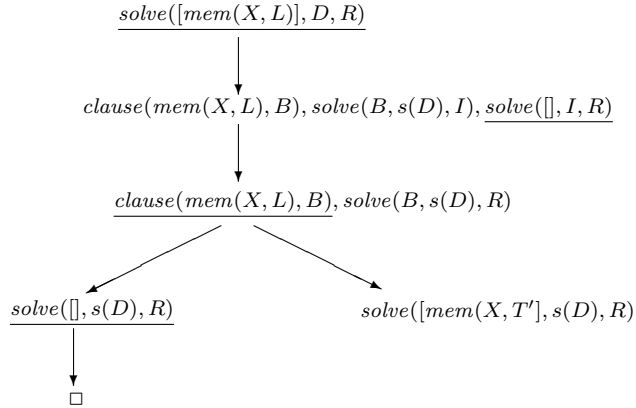 solve([mem(X, L)], D, R)
clause(mem(X, L), B), solve(B, s(D), I), solve([], I, R)
clause(mem(X, L), B), solve(B, s(D), R)
solve([], s(D), R) solve([mem(X, T′], s(D), R)
□